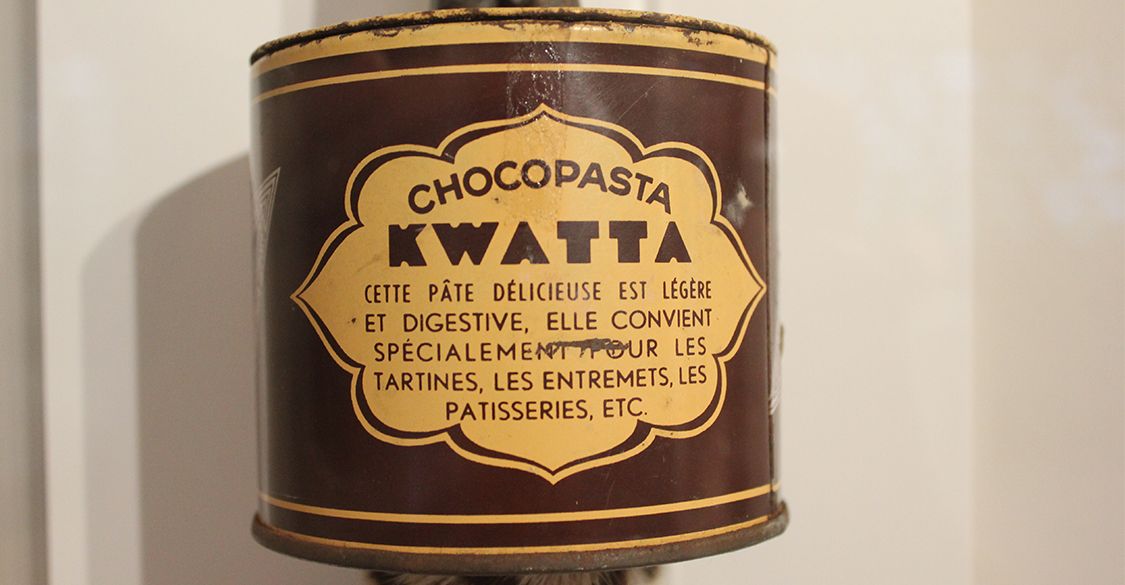 CHOCOPASTA
KWATTA
CETTE PÂTE DÉLICIEUSE EST LÉGÈRE
ET DIGESTIVE, ELLE CONVIENT
SPÉCIALEMENT POUR LES
TARTINES, LES ENTREMETS, LES
PATISSERIES, ETC.